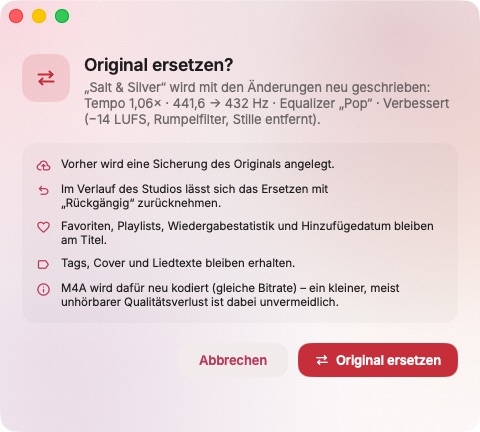 Original ersetzen?
„Salt & Silver“ wird mit den Änderungen neu geschrieben:
Tempo 1,06× · 441,6 → 432 Hz · Equalizer „Pop“ · Verbessert
(−14 LUFS, Rumpelfilter, Stille entfernt).
Vorher wird eine Sicherung des Originals angelegt.
Im Verlauf des Studios lässt sich das Ersetzen mit
„Rückgängig“ zurücknehmen.
Favoriten, Playlists, Wiedergabestatistik und Hinzufügedatum bleiben
am Titel.
Tags, Cover und Liedtexte bleiben erhalten.
M4A wird dafür neu kodiert (gleiche Bitrate) – ein kleiner, meist
unhörbarer Qualitätsverlust ist dabei unvermeidlich.
Abbrechen
Original ersetzen